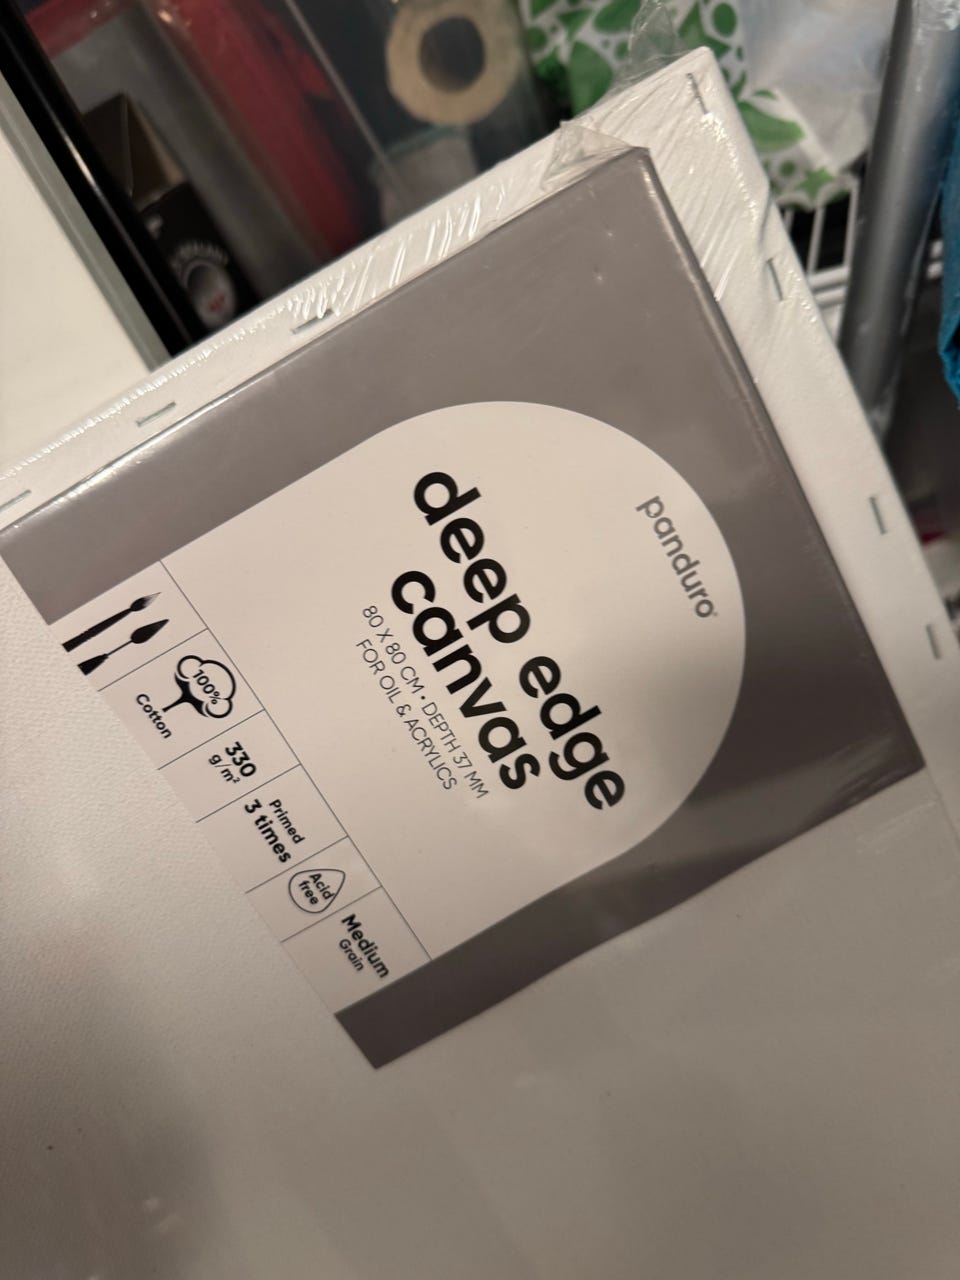 panduro
deep edge
canvas
80 X 80 CM • DEPTH 37 MM
FOR OIL & ACRYLICS
100%
Cotton
330
g/m²
Primed
3 times
Acid
free
Medium
Grain